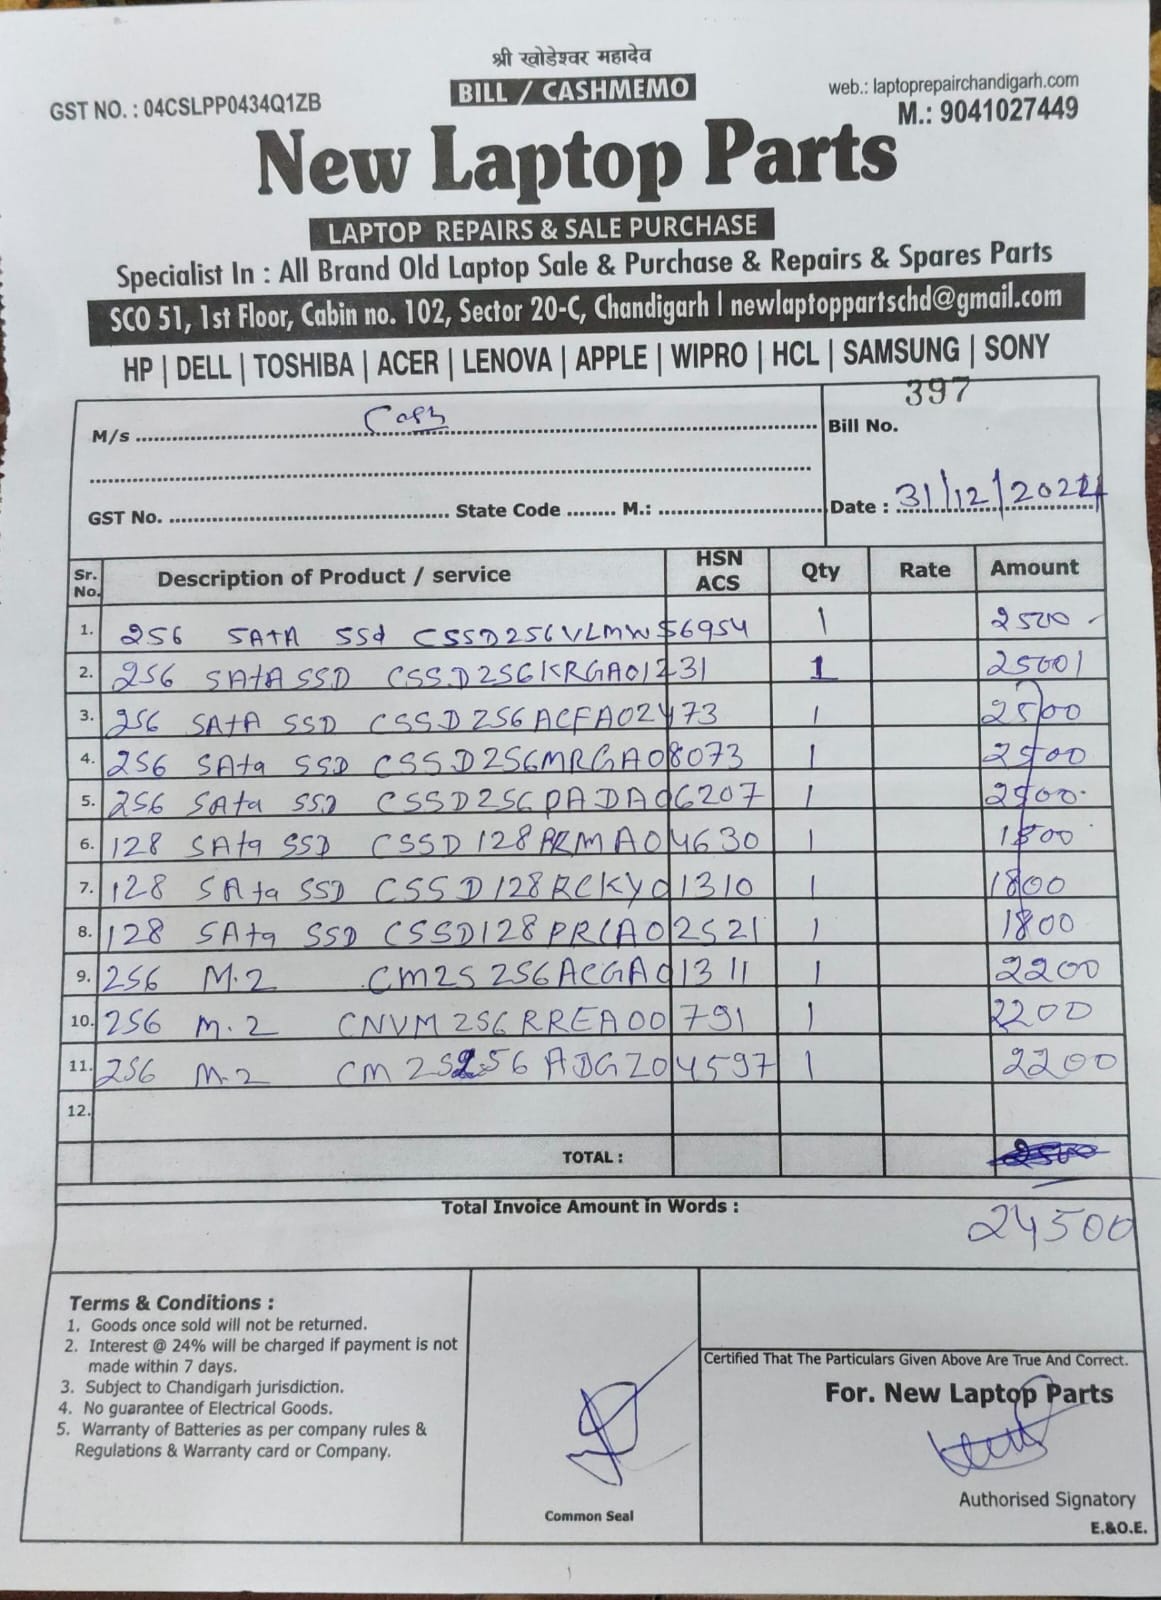 श्री खोडेश्वर महादेव
BILL / CASHMEMO
GST NO. : 04CSLPP0434Q1ZB
web.: laptoprepairchandigarh.com
M.: 9041027449
New Laptop Parts
LAPTOP REPAIRS & SALE PURCHASE
Specialist In : All Brand Old Laptop Sale & Purchase & Repairs & Spares Parts
SCO 51, 1st Floor, Cabin no. 102, Sector 20-C, Chandigarh | newlaptoppartschd@gmail.com
HP | DELL | TOSHIBA | ACER | LENOVA | APPLE | WIPRO | HCL | SAMSUNG | SONY
M/s Cash
Bill No. 397
GST No. State Code M.: Date : 31/12/2024
Sr. No. Description of Product / service HSN ACS Qty Rate Amount
1. 256 SATA SSd CSSD256VLMWS6954 1 2500
2. 256 SAtA SSD CSSD256KRGA01231 1 2500
3. 256 SAtA SSD CSSD256ACFA02473 1 2500
4. 256 SAta SSD CSSD256MRGA08073 1 2500
5. 256 SAta SSD CSSD256PADA06207 1 2500
6. 128 SAta SSD 1 1800
7. 128 SAta SSD CSSD128RCKY01310 1 1800
8. 128 SAta SSD CSSD128PRCA02521 1 1800
9. 256 M.2 CM2S256ACGA01311 1 2200
10. 256 M.2 CNVM256RREA00791 1 2200
11. 256 M.2 CM2S256ADGZ04597 1 2200
12.
TOTAL :
Total Invoice Amount in Words :
24500
Terms & Conditions :
1. Goods once sold will not be returned.
2. Interest @ 24% will be charged if payment is not
made within 7 days.
3. Subject to Chandigarh jurisdiction.
4. No guarantee of Electrical Goods.
5. Warranty of Batteries as per company rules &
Regulations & Warranty card or Company.
Common Seal
Certified That The Particulars Given Above Are True And Correct.
For. New Laptop Parts
Authorised Signatory
E.&O.E.